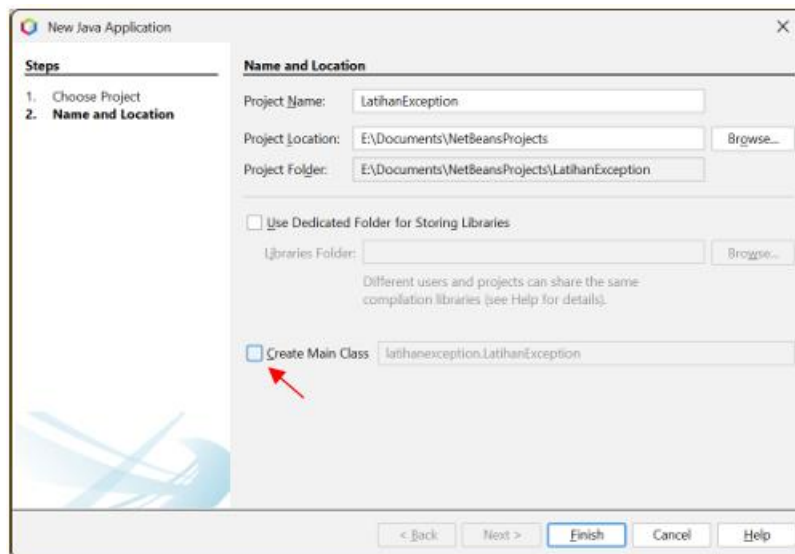 New Java Application
Steps
1. Choose Project
2. Name and Location
Name and Location
Project Name: LatihanException
Project Location: E:\Documents\NetBeansProjects Browse...
Project Folder: E:\Documents\NetBeansProjects\LatihanException
Use Dedicated Folder for Storing Libraries
Libraries Folder: Browse...
Different users and projects can share the same
compilation libraries (see Help for details).
Create Main Class latihanexception.LatihanException
< Back Next > Finish Cancel Help